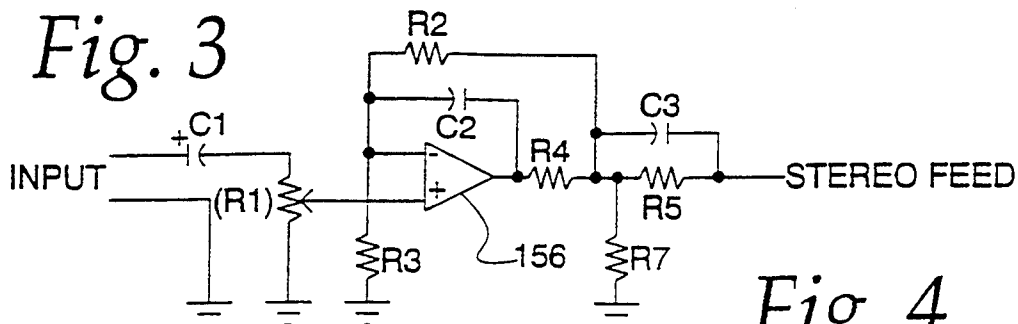 Fig. 3
R2
C2
C3
+ C1
R4
INPUT
(R1)
-
+
STEREO FEED
R5
R3
156
R7
Fig. 4